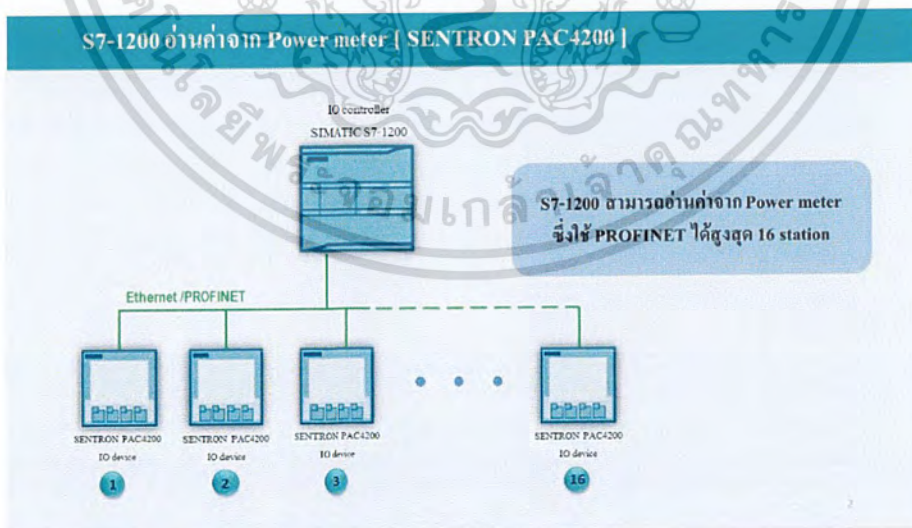 S7-1200 อ่านค่าจาก Power meter [ SENTRON PAC4200 ]
IO controller
SIMATIC S7-1200
S7-1200 สามารถอ่านค่าจาก Power meter
ซึ่งใช้ PROFINET ได้สูงสุด 16 station
Ethernet /PROFINET
SENTRON PAC4200
IO device
1
SENTRON PAC4200
IO device
2
SENTRON PAC4200
IO device
3
SENTRON PAC4200
IO device
16
2